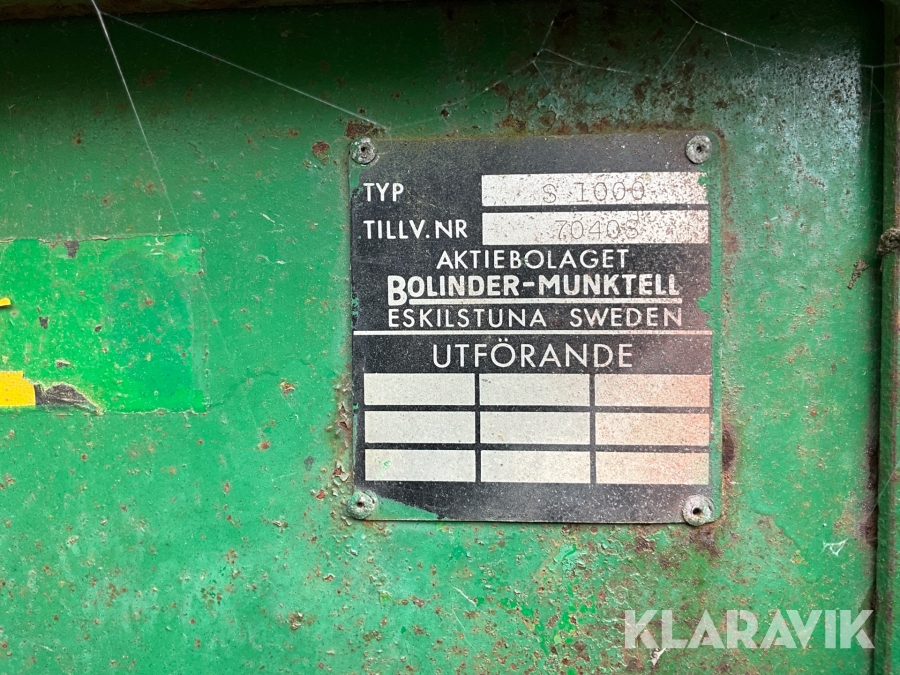 TYP S 1000
TILLV. NR 70408
AKTIEBOLAGET
BOLINDER-MUNKTELL
ESKILSTUNA SWEDEN
UTFÖRANDE
KLARAVIK